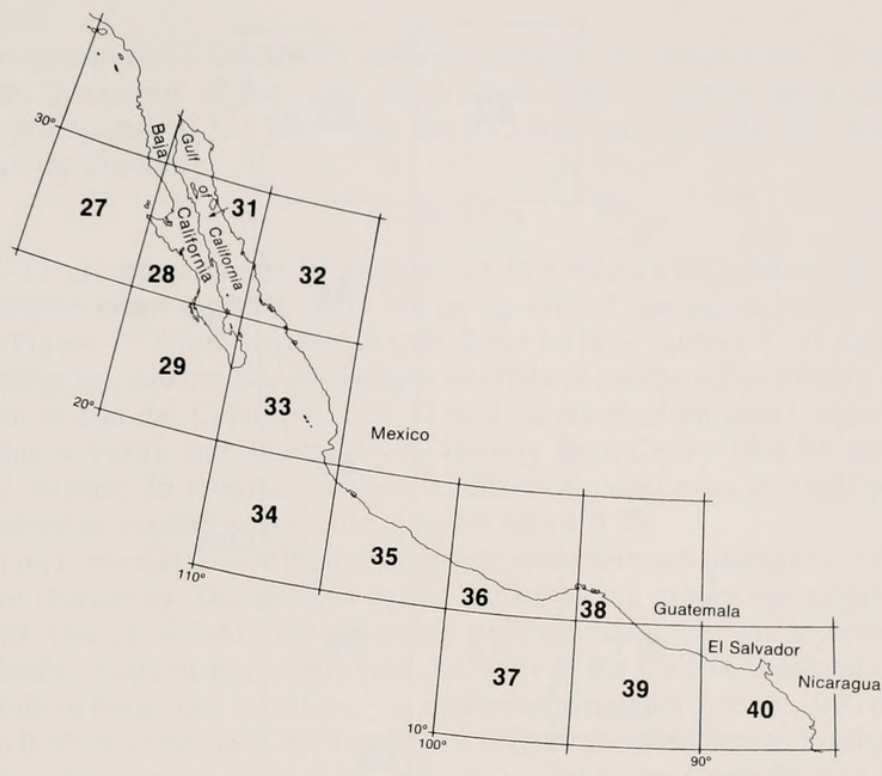 30°
Baja
Gulf
of
California
California
27
31
28
32
29
33
20°
Mexico
34
35
110°
36
38
Guatemala
El Salvador
37
39
Nicaragua
40
10°
100°
90°